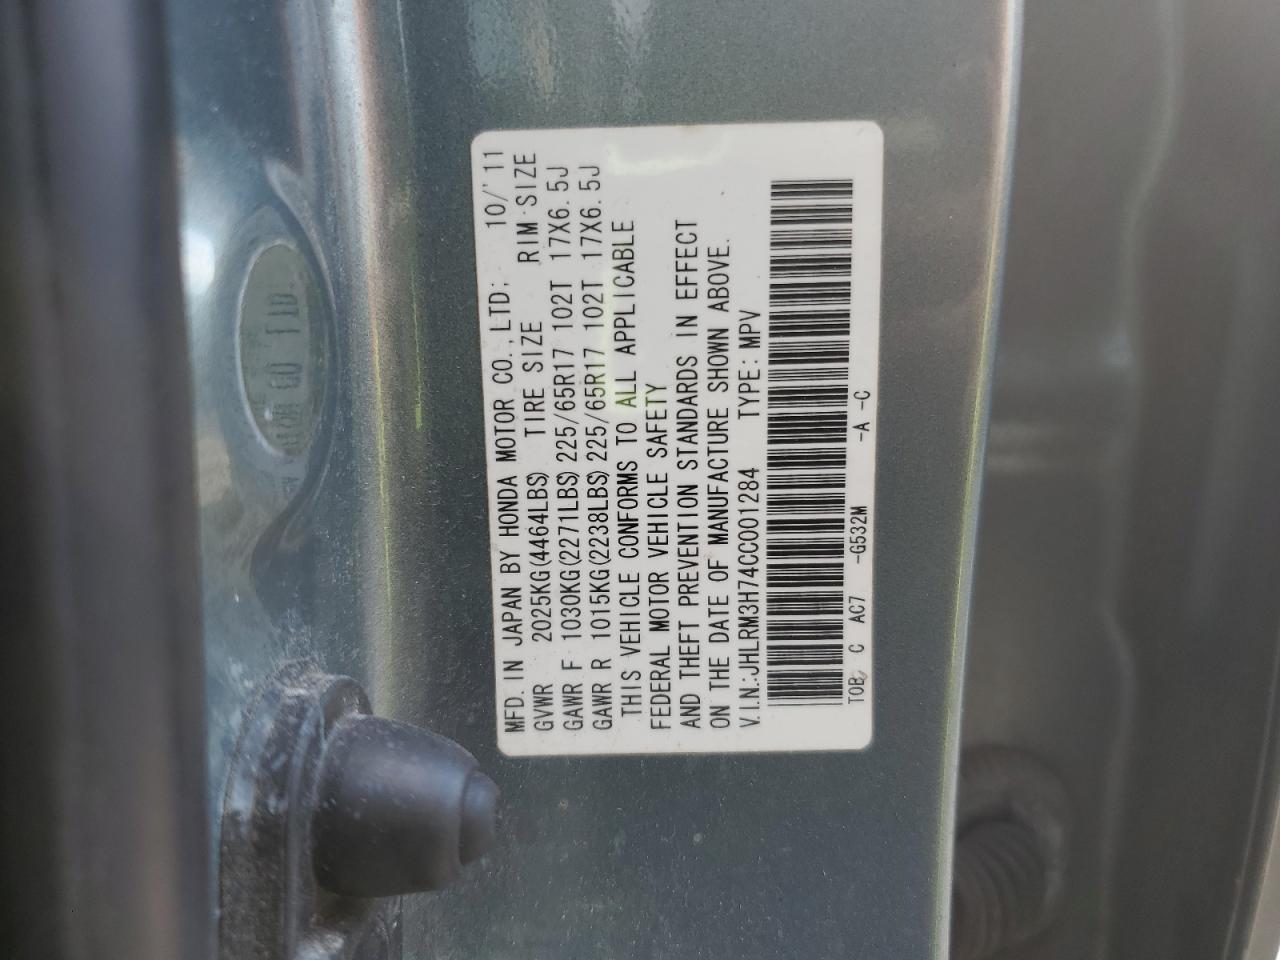 MFD. IN JAPAN BY HONDA MOTOR CO., LTD. 10/'11
GVWR 2025KG(4464LBS) TIRE SIZE RIM SIZE
GAWR F 1030KG(2271LBS) 225/65R17 102T 17X6.5J
GAWR R 1015KG(2238LBS) 225/65R17 102T 17X6.5J
THIS VEHICLE CONFORMS TO ALL APPLICABLE
FEDERAL MOTOR VEHICLE SAFETY
AND THEFT PREVENTION STANDARDS IN EFFECT
ON THE DATE OF MANUFACTURE SHOWN ABOVE.
V.I.N.:JHLRM3H74CC001284 TYPE:MPV
T0B C AC7 -G532M -A -C